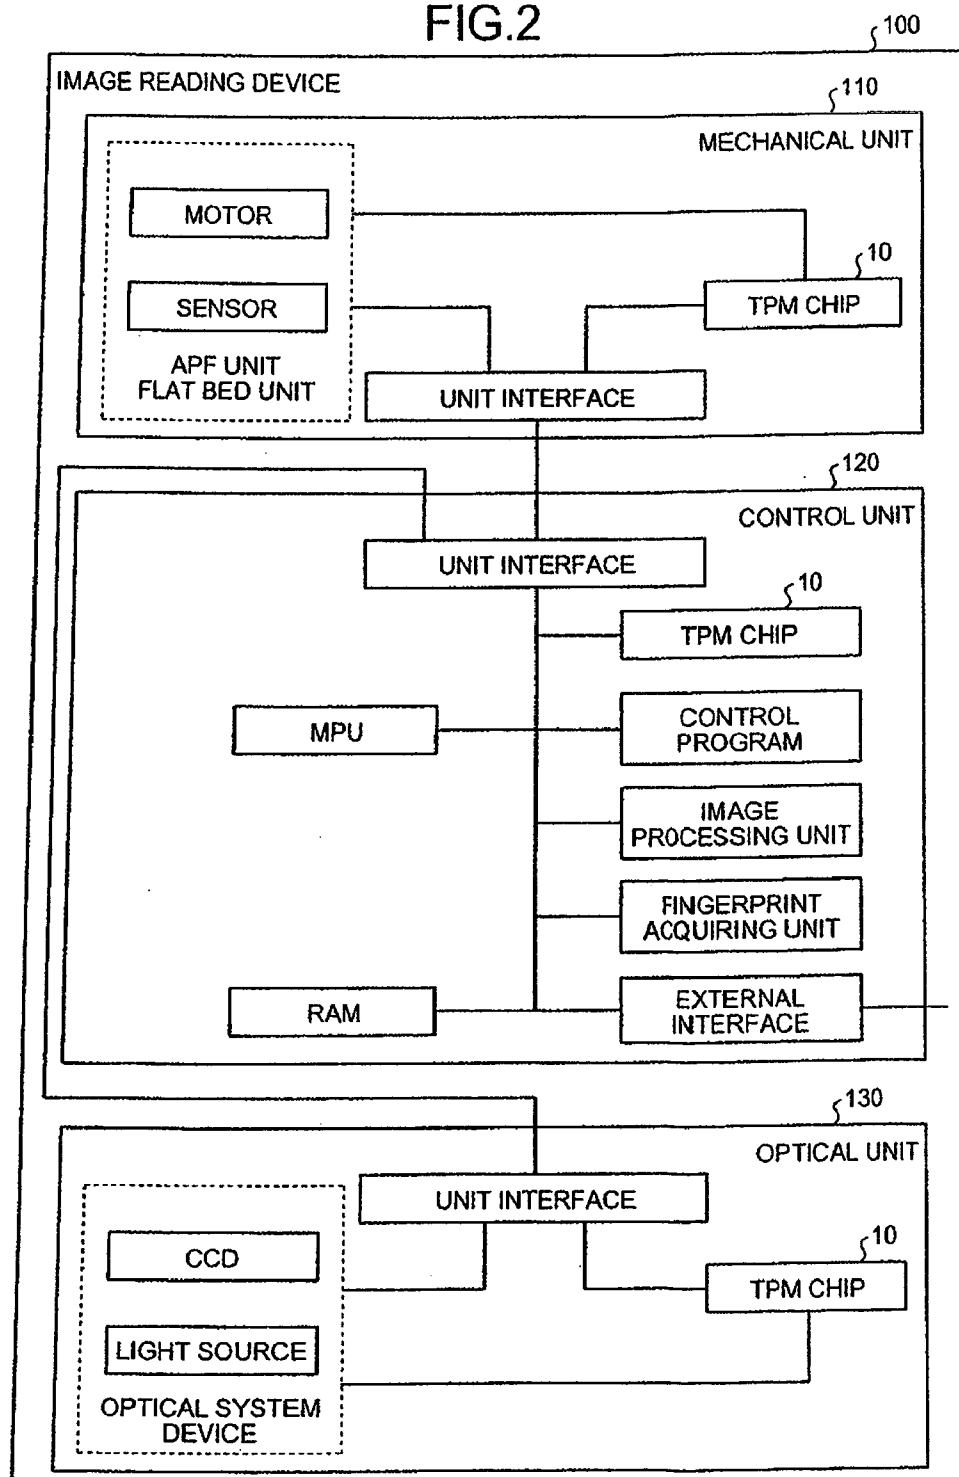 FIG.2
100
IMAGE READING DEVICE
110
MECHANICAL UNIT
MOTOR
10
SENSOR
TPM CHIP
APF UNIT
FLAT BED UNIT
UNIT INTERFACE
120
CONTROL UNIT
UNIT INTERFACE
10
TPM CHIP
MPU
CONTROL
PROGRAM
IMAGE
PROCESSING UNIT
FINGERPRINT
ACQUIRING UNIT
RAM
EXTERNAL
INTERFACE
130
OPTICAL UNIT
UNIT INTERFACE
CCD
10
TPM CHIP
LIGHT SOURCE
OPTICAL SYSTEM
DEVICE